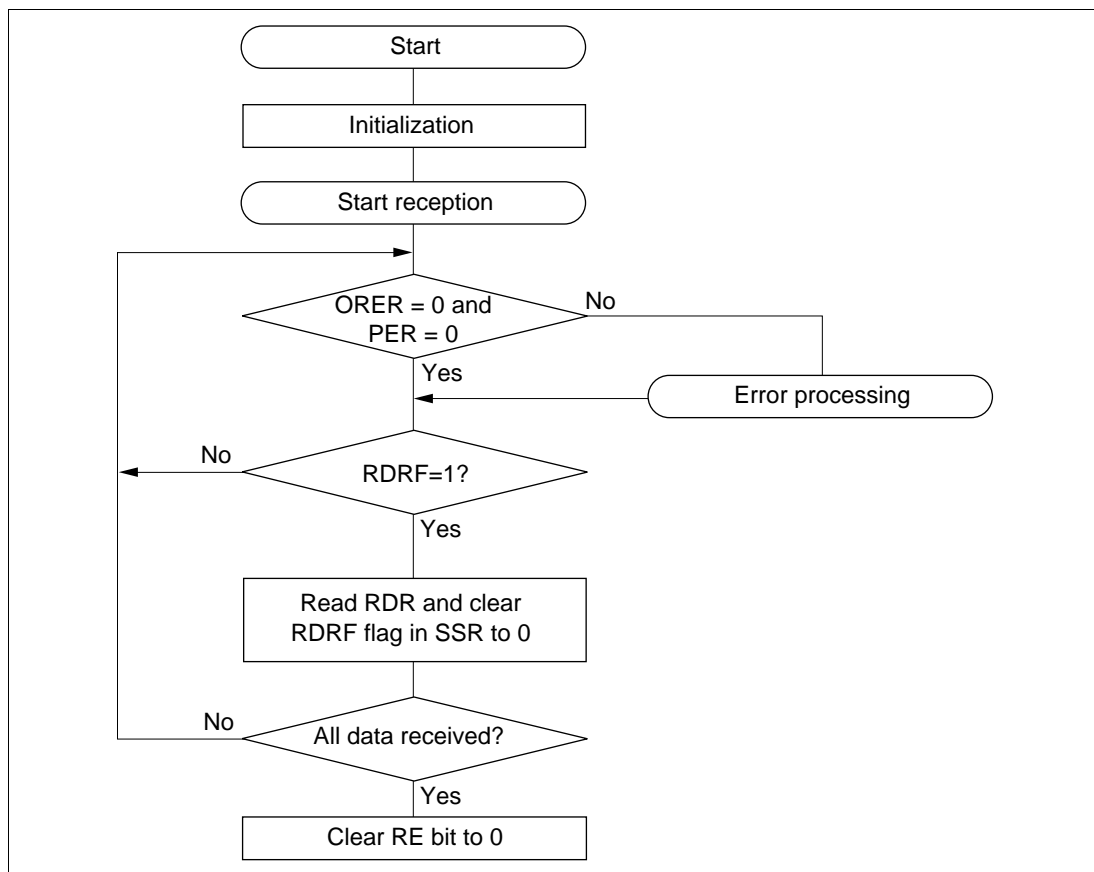 Start
Initialization
Start reception
ORER = 0 and
PER = 0
No
Yes
Error processing
No
RDRF=1?
Yes
Read RDR and clear
RDRF flag in SSR to 0
No
All data received?
Yes
Clear RE bit to 0